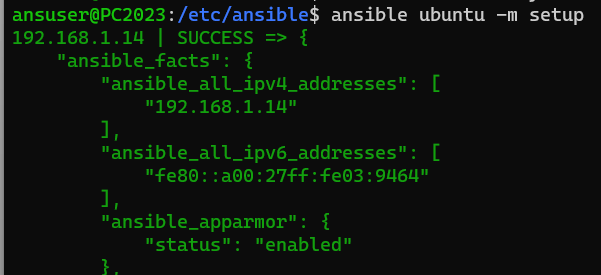 ansuser@PC2023:/etc/ansible$ ansible ubuntu -m setup
192.168.1.14 | SUCCESS => {
    "ansible_facts": {
        "ansible_all_ipv4_addresses": [
            "192.168.1.14"
        ],
        "ansible_all_ipv6_addresses": [
            "fe80::a00:27ff:fe03:9464"
        ],
        "ansible_apparmor": {
            "status": "enabled"
        },